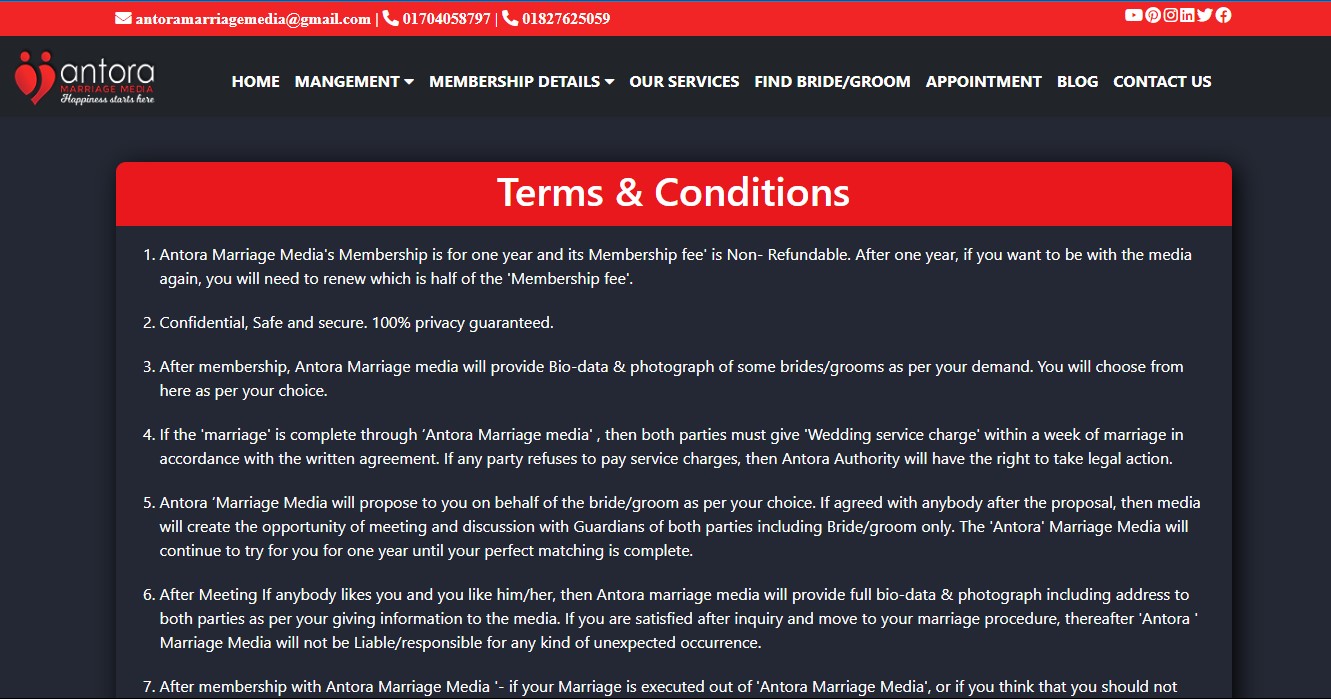 antoramarriagemedia@gmail.com | 01704058797 | 01827625059
antora
MARRIAGE MEDIA
Happiness starts here
HOME MANGEMENT MEMBERSHIP DETAILS OUR SERVICES FIND BRIDE/GROOM APPOINTMENT BLOG CONTACT US
Terms & Conditions
1. Antora Marriage Media's Membership is for one year and its Membership fee' is Non- Refundable. After one year, if you want to be with the media
again, you will need to renew which is half of the 'Membership fee'.
2. Confidential, Safe and secure. 100% privacy guaranteed.
3. After membership, Antora Marriage media will provide Bio-data & photograph of some brides/grooms as per your demand. You will choose from
here as per your choice.
4. If the 'marriage' is complete through ‘Antora Marriage media' , then both parties must give 'Wedding service charge' within a week of marriage in
accordance with the written agreement. If any party refuses to pay service charges, then Antora Authority will have the right to take legal action.
5. Antora ‘Marriage Media will propose to you on behalf of the bride/groom as per your choice. If agreed with anybody after the proposal, then media
will create the opportunity of meeting and discussion with Guardians of both parties including Bride/groom only. The 'Antora' Marriage Media will
continue to try for you for one year until your perfect matching is complete.
6. After Meeting If anybody likes you and you like him/her, then Antora marriage media will provide full bio-data & photograph including address to
both parties as per your giving information to the media. If you are satisfied after inquiry and move to your marriage procedure, thereafter 'Antora '
Marriage Media will not be Liable/responsible for any kind of unexpected occurrence.
7. After membership with Antora Marriage Media '- if your Marriage is executed out of 'Antora Marriage Media', or if you think that you should not